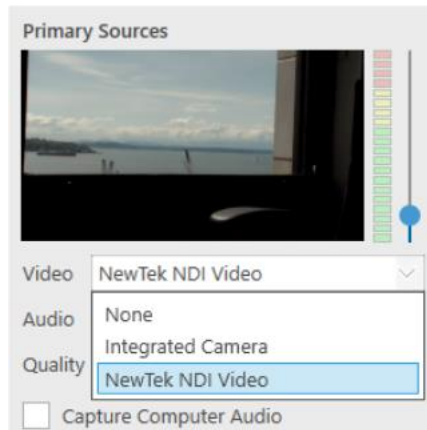 Primary Sources
Video NewTek NDI Video
Audio None
Integrated Camera
Quality NewTek NDI Video
Capture Computer Audio